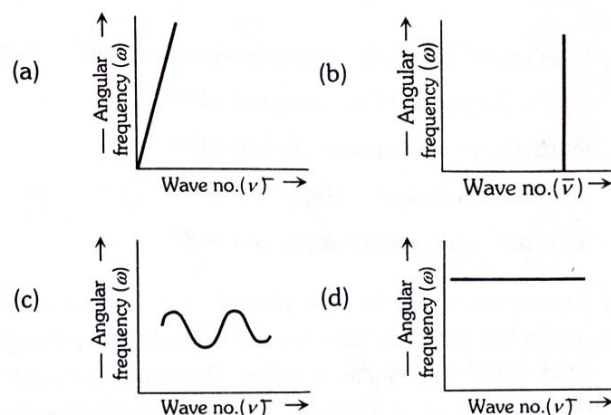 (a)
— Angular
frequency (ω)
Wave no.(ν)‾ →
(b)
— Angular →
frequency (ω)
Wave no.(ν̅) →
(c)
— Angular →
frequency (ω)
Wave no.(ν)‾ →
(d)
— Angular →
frequency (ω)
Wave no.(ν)‾ →